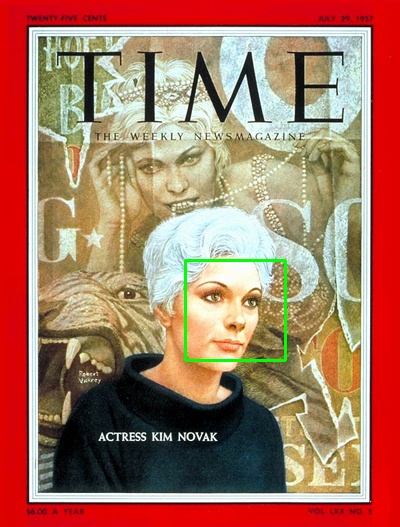 TWENTY-FIVE CENTS
JULY 29, 1957
TIME
THE WEEKLY NEWSMAGAZINE
Robert
Vickrey
ACTRESS KIM NOVAK
$6.00 A YEAR
VOL. LXX NO. 5